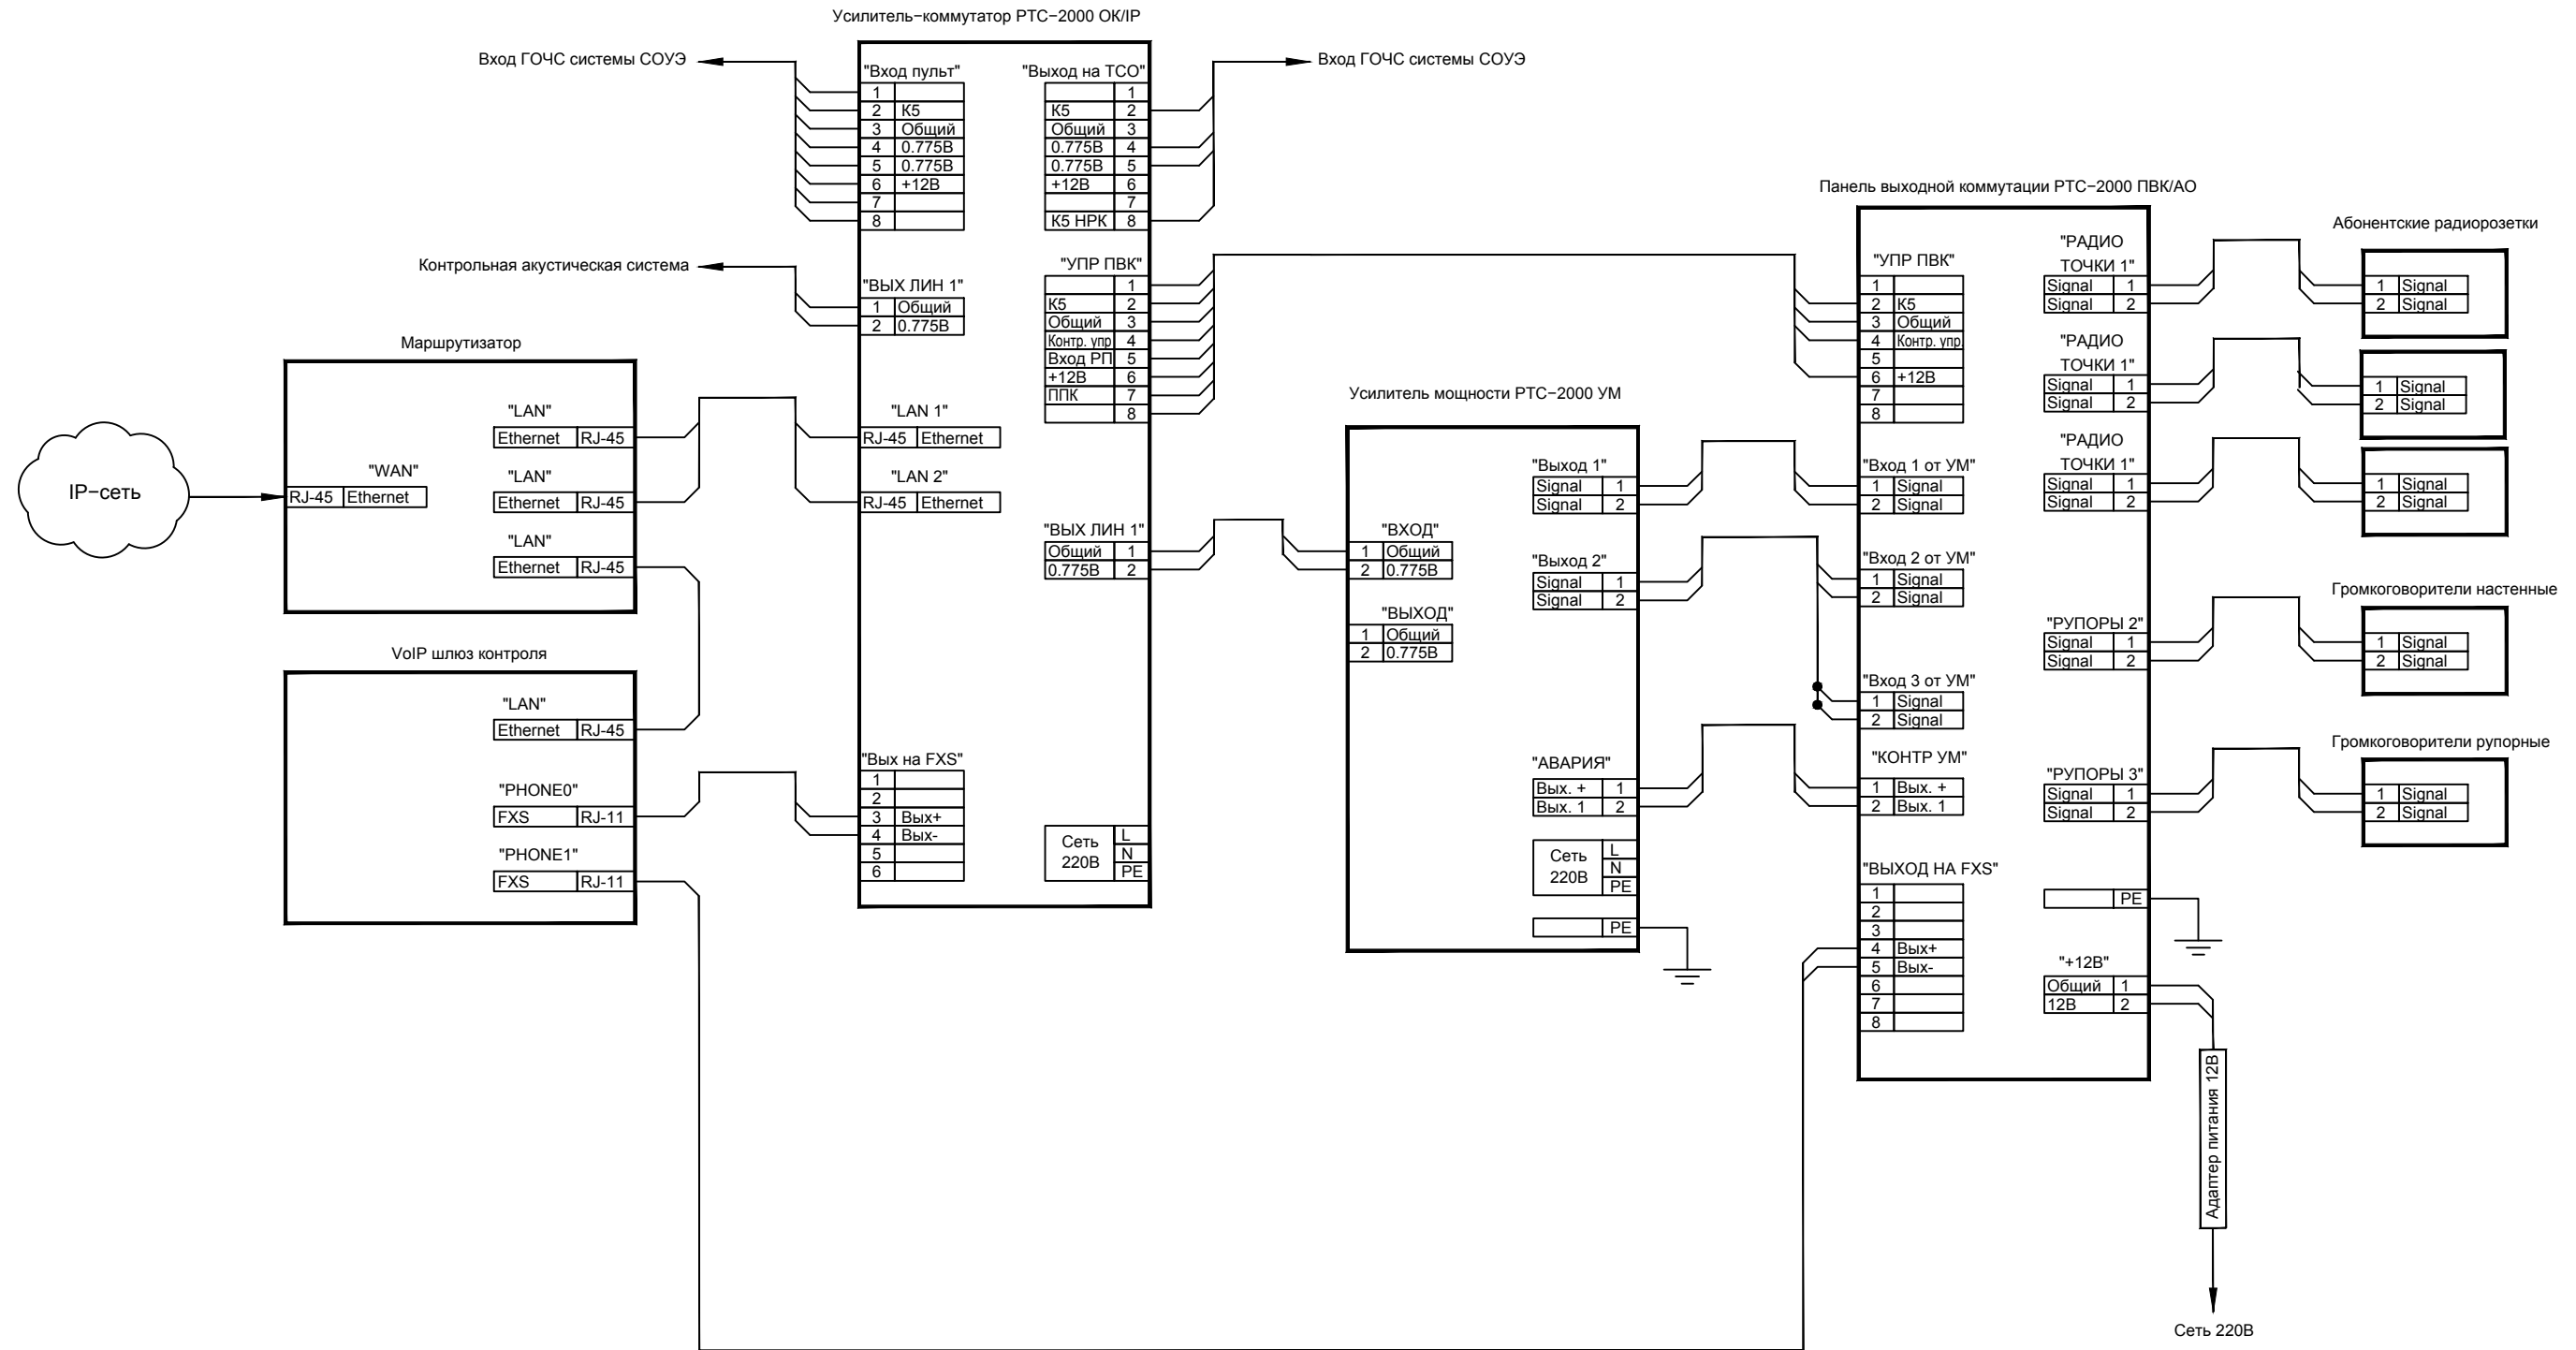 Усилитель-коммутатор РТС-2000 ОК/IP
Вход ГОЧС системы СОУЭ
Вход ГОЧС системы СОУЭ
"Вход пульт"
1
2 К5
3 Общий
4 0.775В
5 0.775В
6 +12В
7
8
"Выход на ТСО"
1
К5 2
Общий 3
0.775В 4
0.775В 5
+12В 6
7
К5 НРК 8
Контрольная акустическая система
"ВЫХ ЛИН 1"
1 Общий
2 0.775В
"УПР ПВК"
1
К5 2
Общий 3
Контр. упр 4
Вход РП 5
+12В 6
ППК 7
8
"LAN 1"
RJ-45 Ethernet
"LAN 2"
RJ-45 Ethernet
"ВЫХ ЛИН 1"
Общий 1
0.775В 2
"Вых на FXS"
1
2
3 Вых+
4 Вых-
5
6
Сеть
220В
L
N
PE
Маршрутизатор
IP-сеть
"WAN"
RJ-45 Ethernet
"LAN"
Ethernet RJ-45
"LAN"
Ethernet RJ-45
"LAN"
Ethernet RJ-45
VoIP шлюз контроля
"LAN"
Ethernet RJ-45
"PHONE0"
FXS RJ-11
"PHONE1"
FXS RJ-11
Усилитель мощности РТС-2000 УМ
"ВХОД"
1 Общий
2 0.775В
"ВЫХОД"
1 Общий
2 0.775В
"Выход 1"
Signal 1
Signal 2
"Выход 2"
Signal 1
Signal 2
"АВАРИЯ"
Вых. + 1
Вых. 1 2
Сеть
220В
L
N
PE
PE
Панель выходной коммутации РТС-2000 ПВК/АО
"УПР ПВК"
1
2 К5
3 Общий
4 Контр. упр
5
6 +12В
7
8
"Вход 1 от УМ"
1 Signal
2 Signal
"Вход 2 от УМ"
1 Signal
2 Signal
"Вход 3 от УМ"
1 Signal
2 Signal
"КОНТР УМ"
1 Вых. +
2 Вых. 1
"ВЫХОД НА FXS"
1
2
3
4 Вых+
5 Вых-
6
7
8
"РАДИО
ТОЧКИ 1"
Signal 1
Signal 2
"РАДИО
ТОЧКИ 1"
Signal 1
Signal 2
"РАДИО
ТОЧКИ 1"
Signal 1
Signal 2
"РУПОРЫ 2"
Signal 1
Signal 2
"РУПОРЫ 3"
Signal 1
Signal 2
PE
"+12В"
Общий 1
12В 2
Абонентские радиорозетки
1 Signal
2 Signal
1 Signal
2 Signal
1 Signal
2 Signal
Громкоговорители настенные
1 Signal
2 Signal
Громкоговорители рупорные
1 Signal
2 Signal
Адаптер питания 12В
Сеть 220В